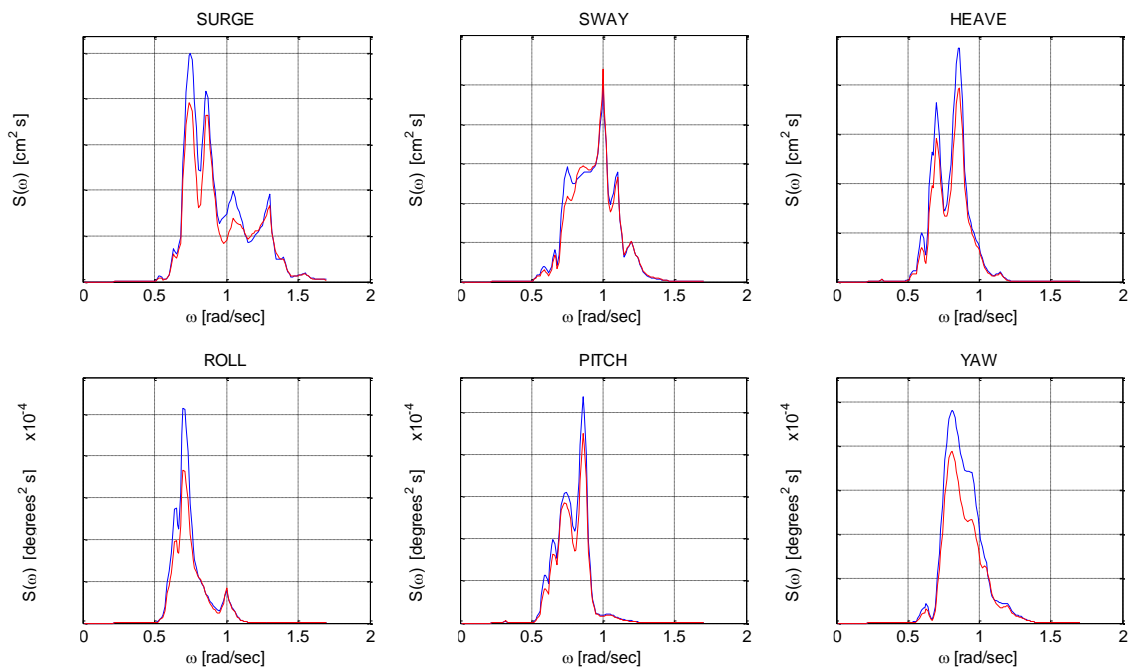 SURGE
S(ω) [cm² s]
0 0.5 1 1.5 2
ω [rad/sec]
SWAY
S(ω) [cm² s]
0 0.5 1 1.5 2
ω [rad/sec]
HEAVE
S(ω) [cm² s]
0 0.5 1 1.5 2
ω [rad/sec]
ROLL
S(ω) [degrees² s] x10⁻⁴
0 0.5 1 1.5 2
ω [rad/sec]
PITCH
S(ω) [degrees² s] x10⁻⁴
0 0.5 1 1.5 2
ω [rad/sec]
YAW
S(ω) [degrees² s] x10⁻⁴
0 0.5 1 1.5 2
ω [rad/sec]